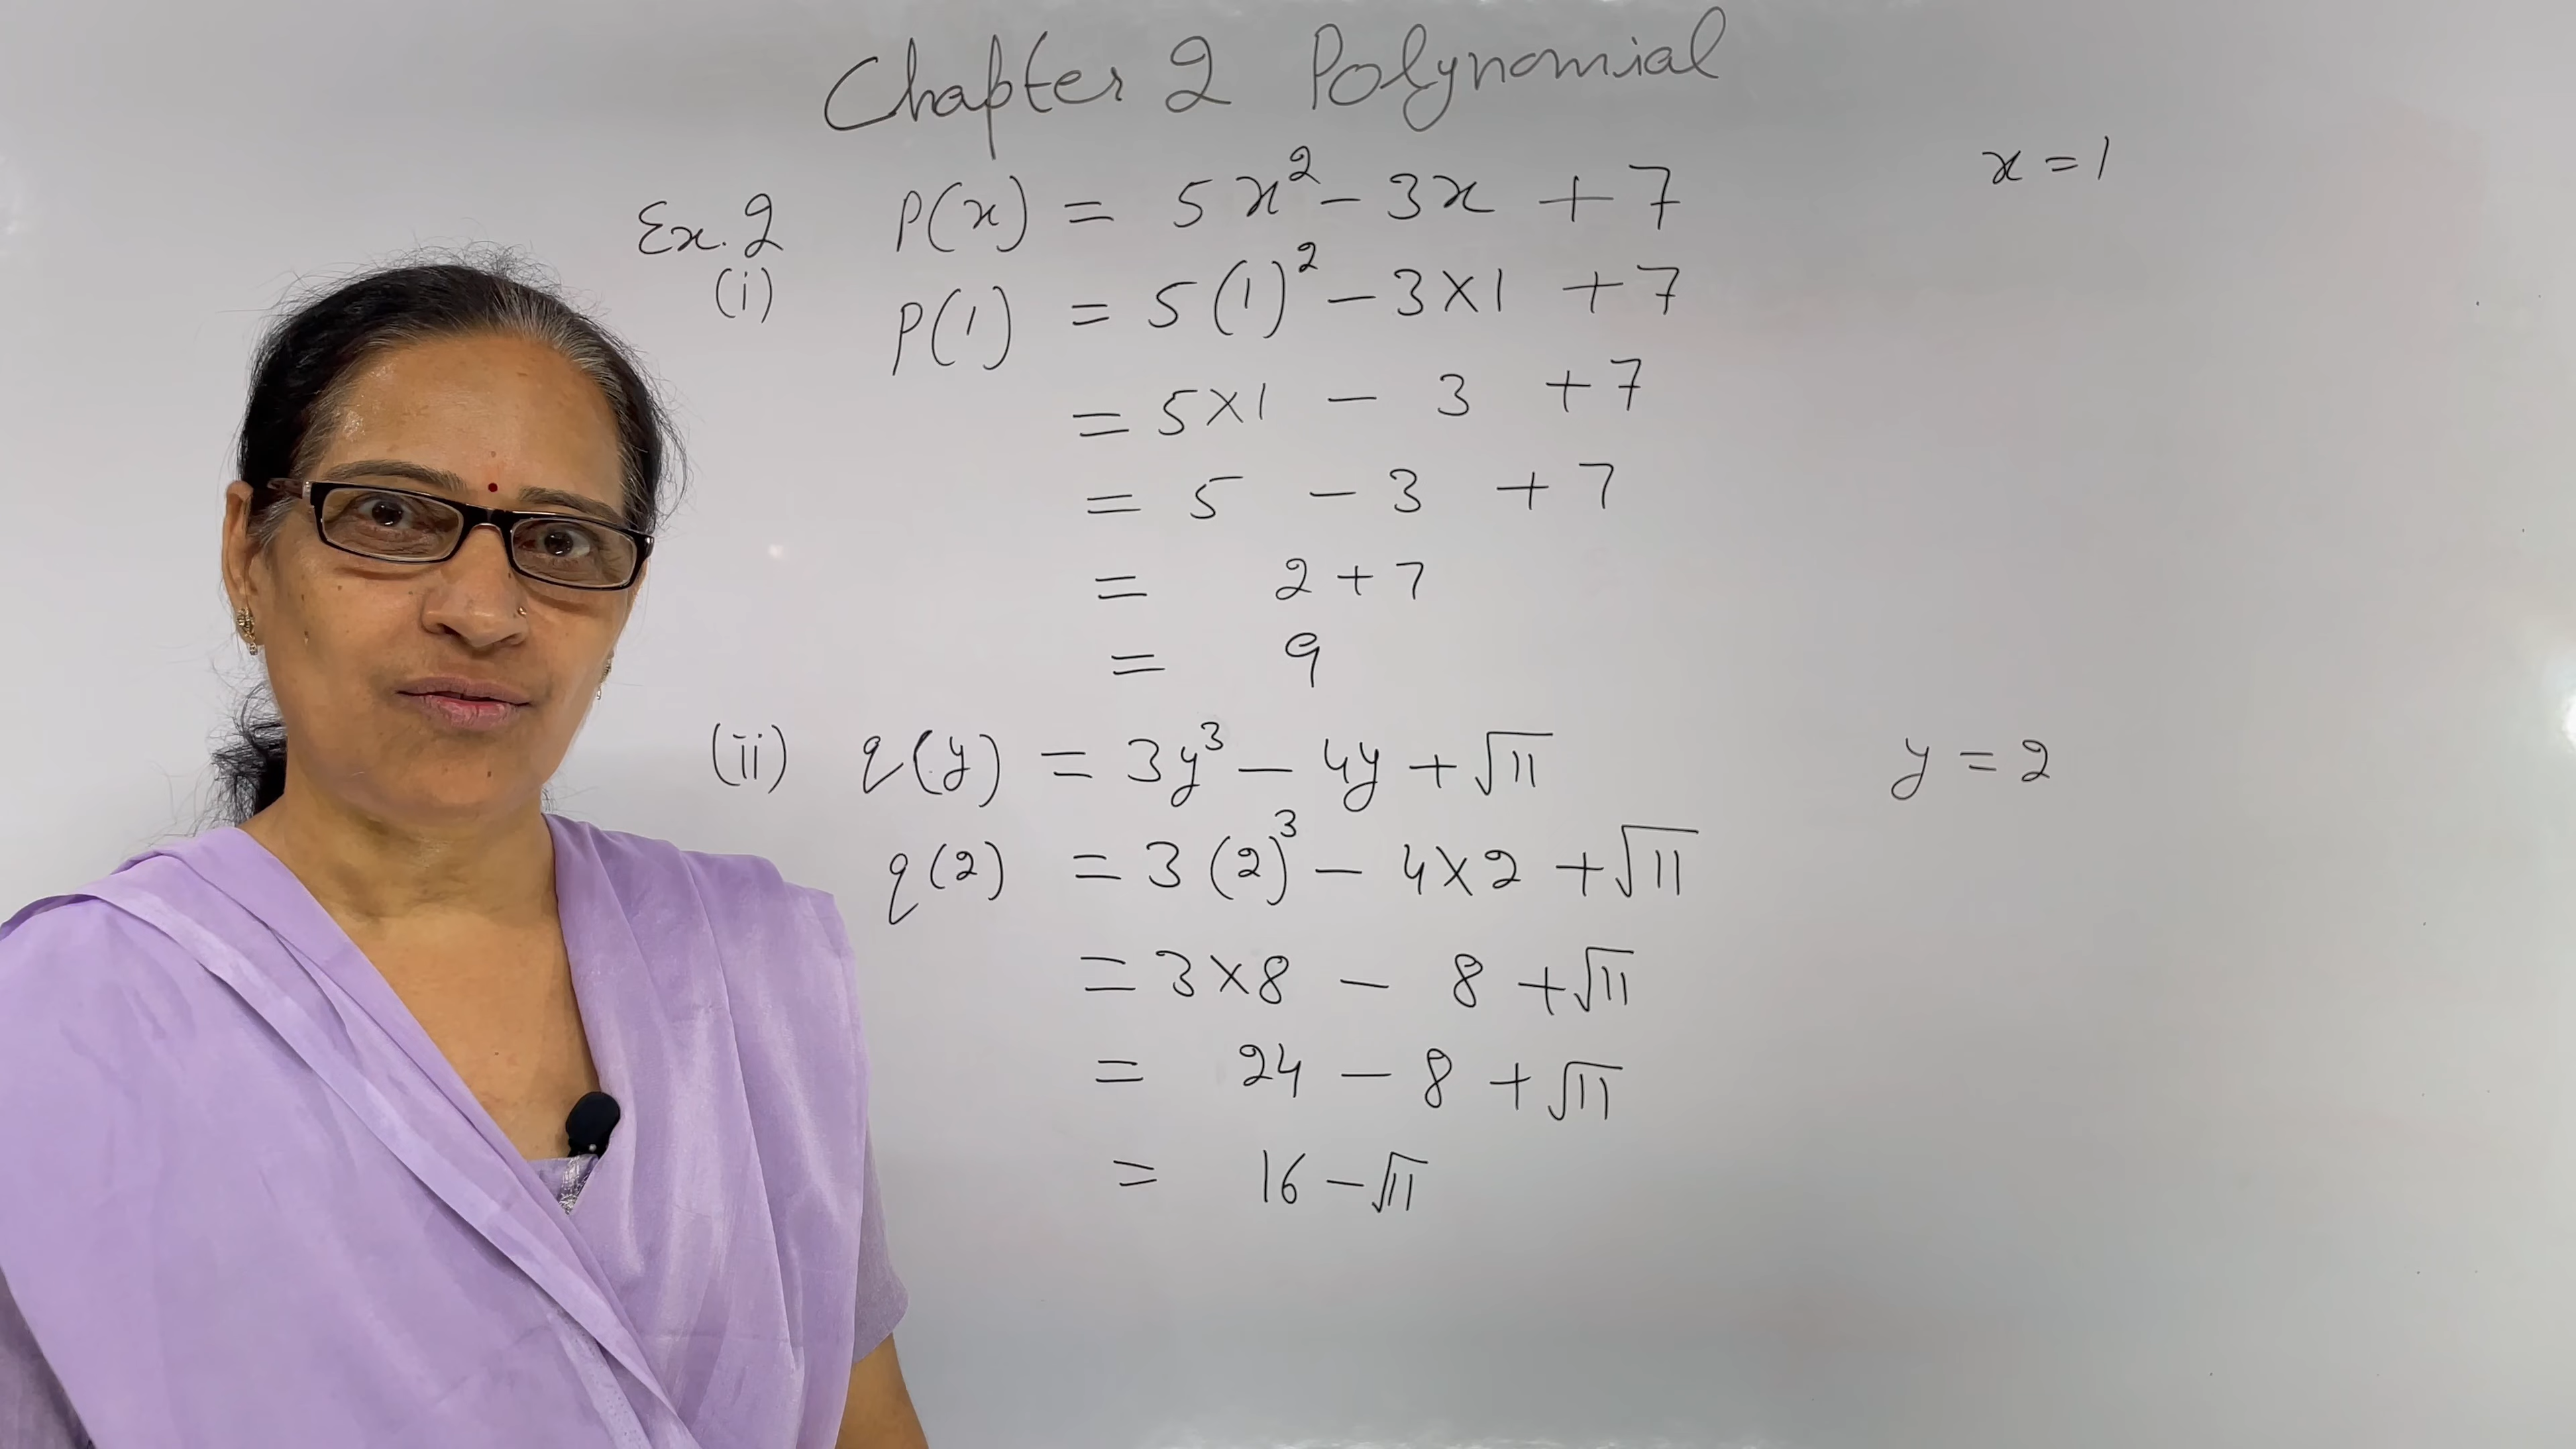 Chapter 2 Polynomial
x = 1
Ex. 2 P(x) = 5x² - 3x + 7
(i) P(1) = 5(1)² - 3×1 + 7
= 5×1 - 3 + 7
= 5 - 3 + 7
= 2 + 7
= 9
(ii) q(y) = 3y³ - 4y + √11 y = 2
q(2) = 3(2)³ - 4×2 + √11
= 3×8 - 8 + √11
= 24 - 8 + √11
= 16 - √11